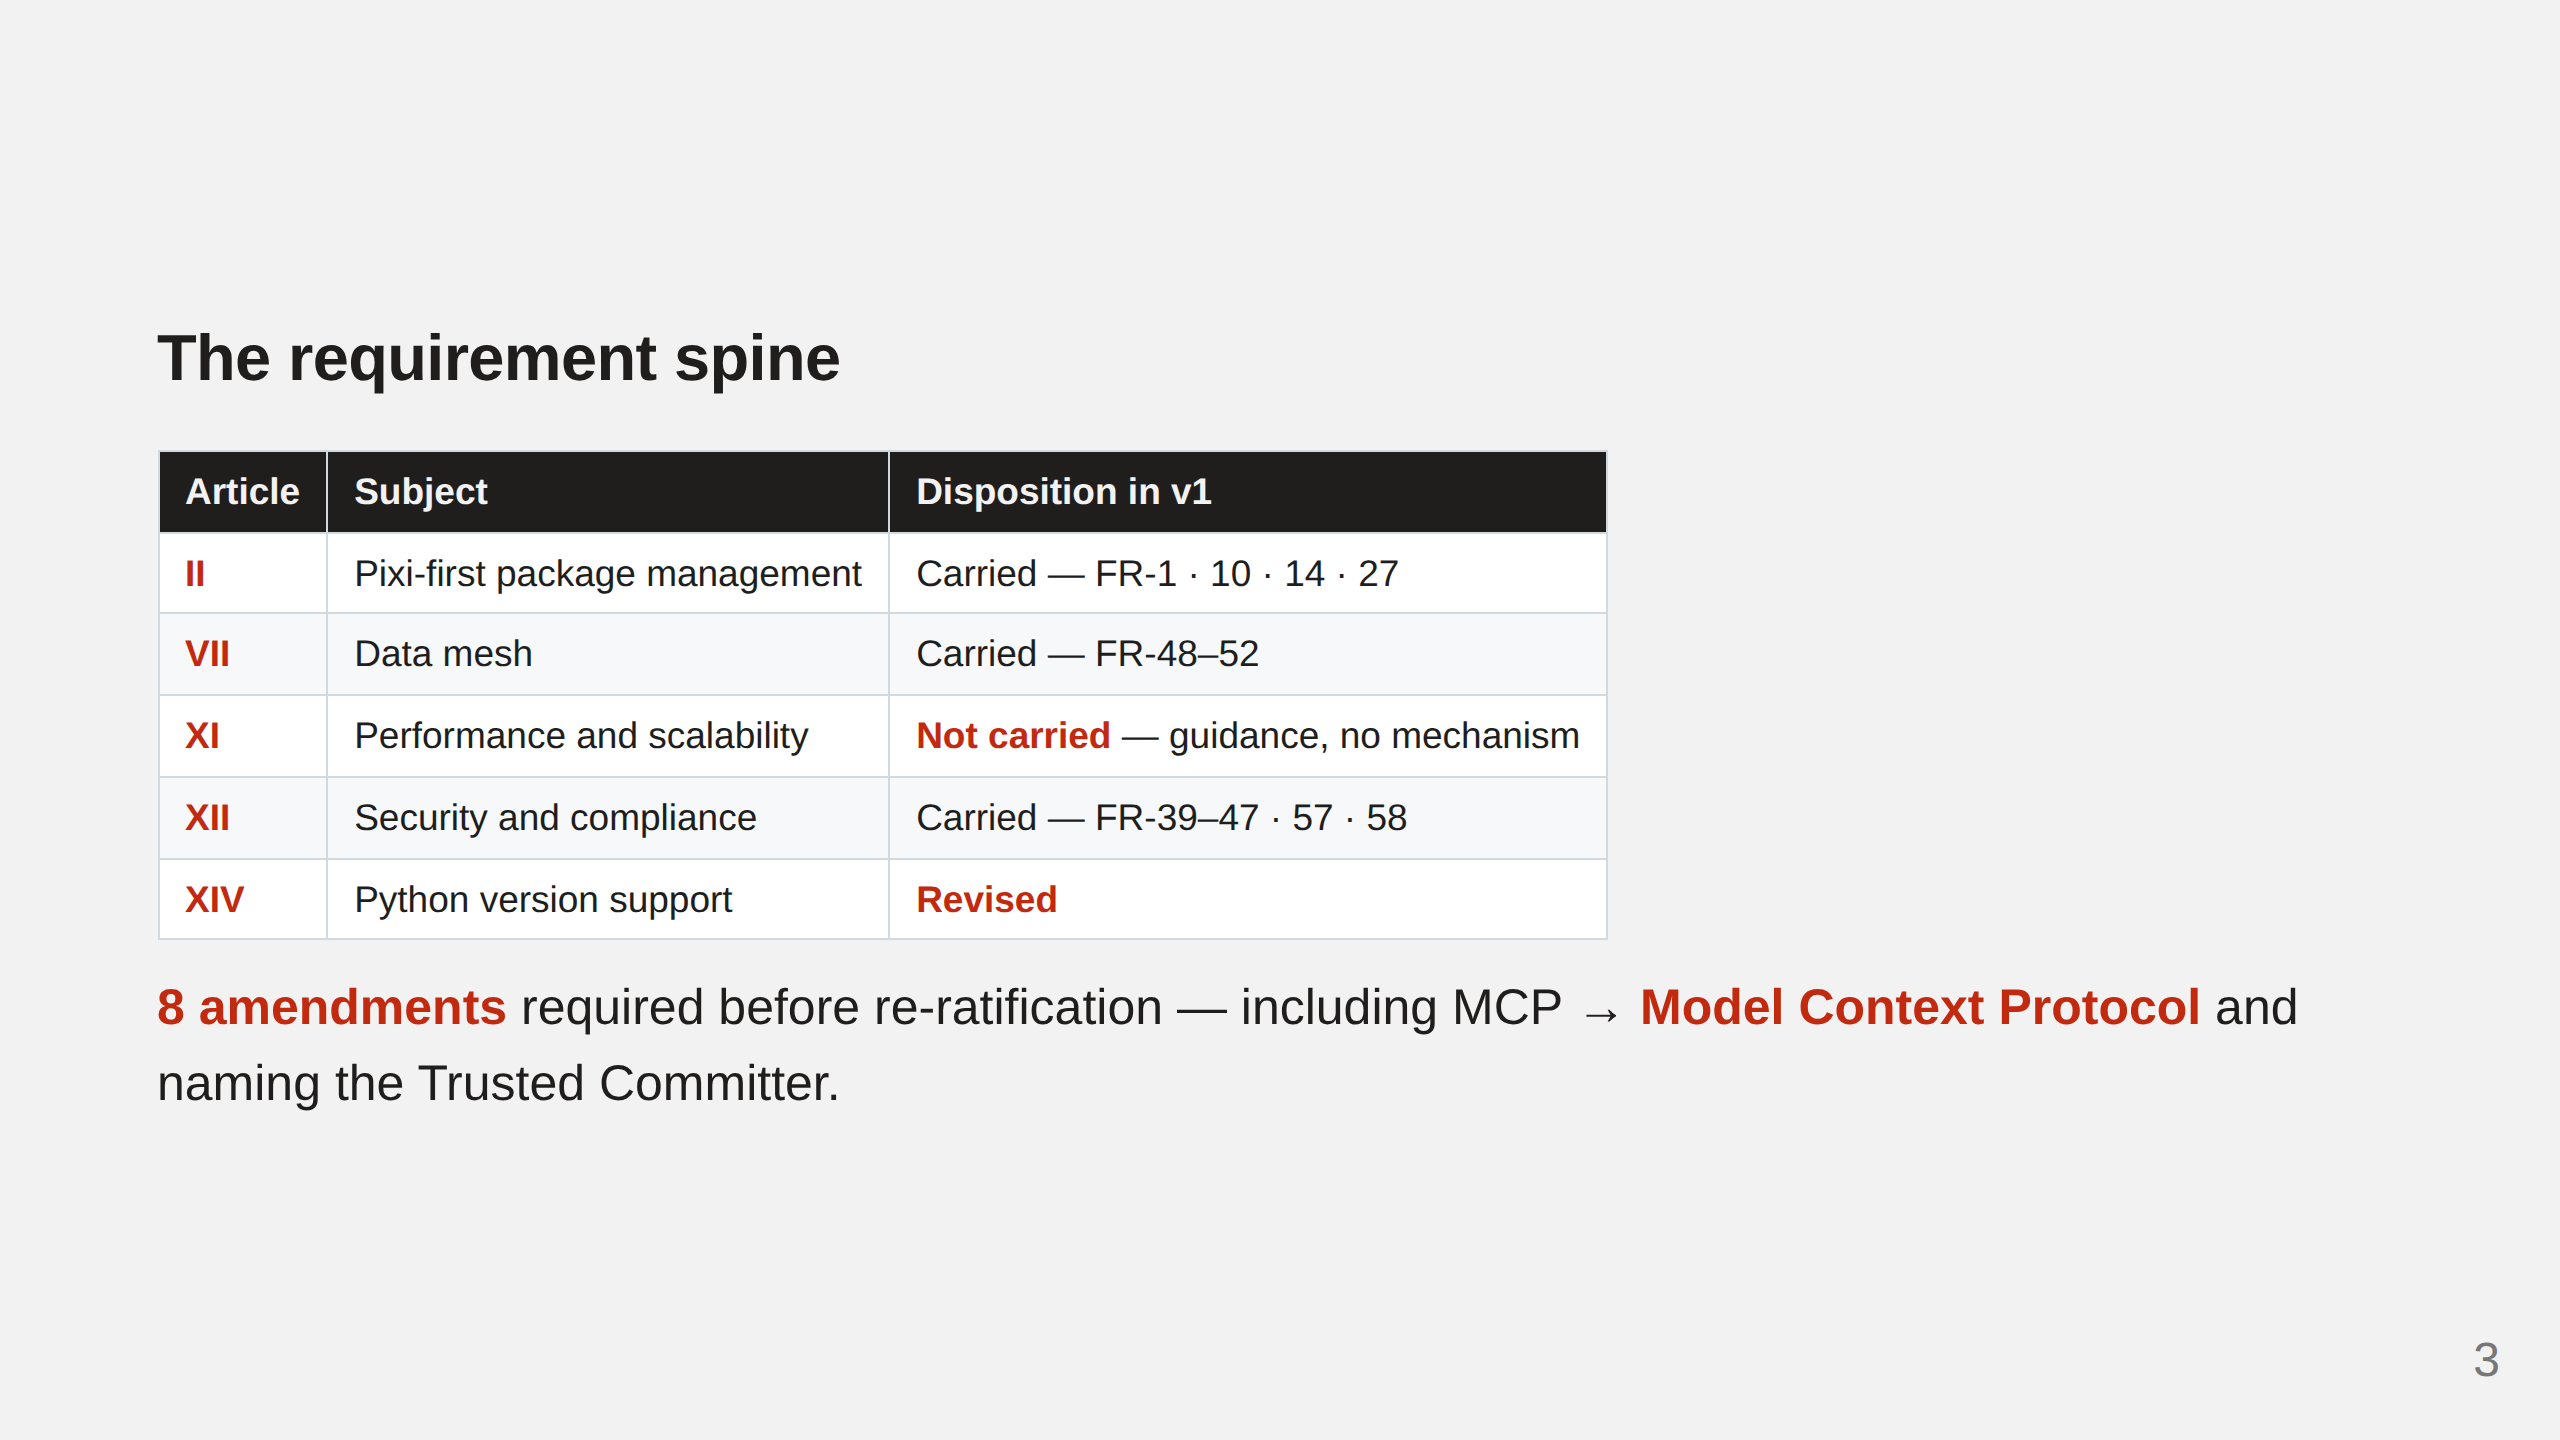 The requirement spine
Article Subject Disposition in v1
II Pixi-first package management Carried — FR-1 · 10 · 14 · 27
VII Data mesh Carried — FR-48–52
XI Performance and scalability Not carried — guidance, no mechanism
XII Security and compliance Carried — FR-39–47 · 57 · 58
XIV Python version support Revised
8 amendments required before re-ratification — including MCP → Model Context Protocol and
naming the Trusted Committer.
3